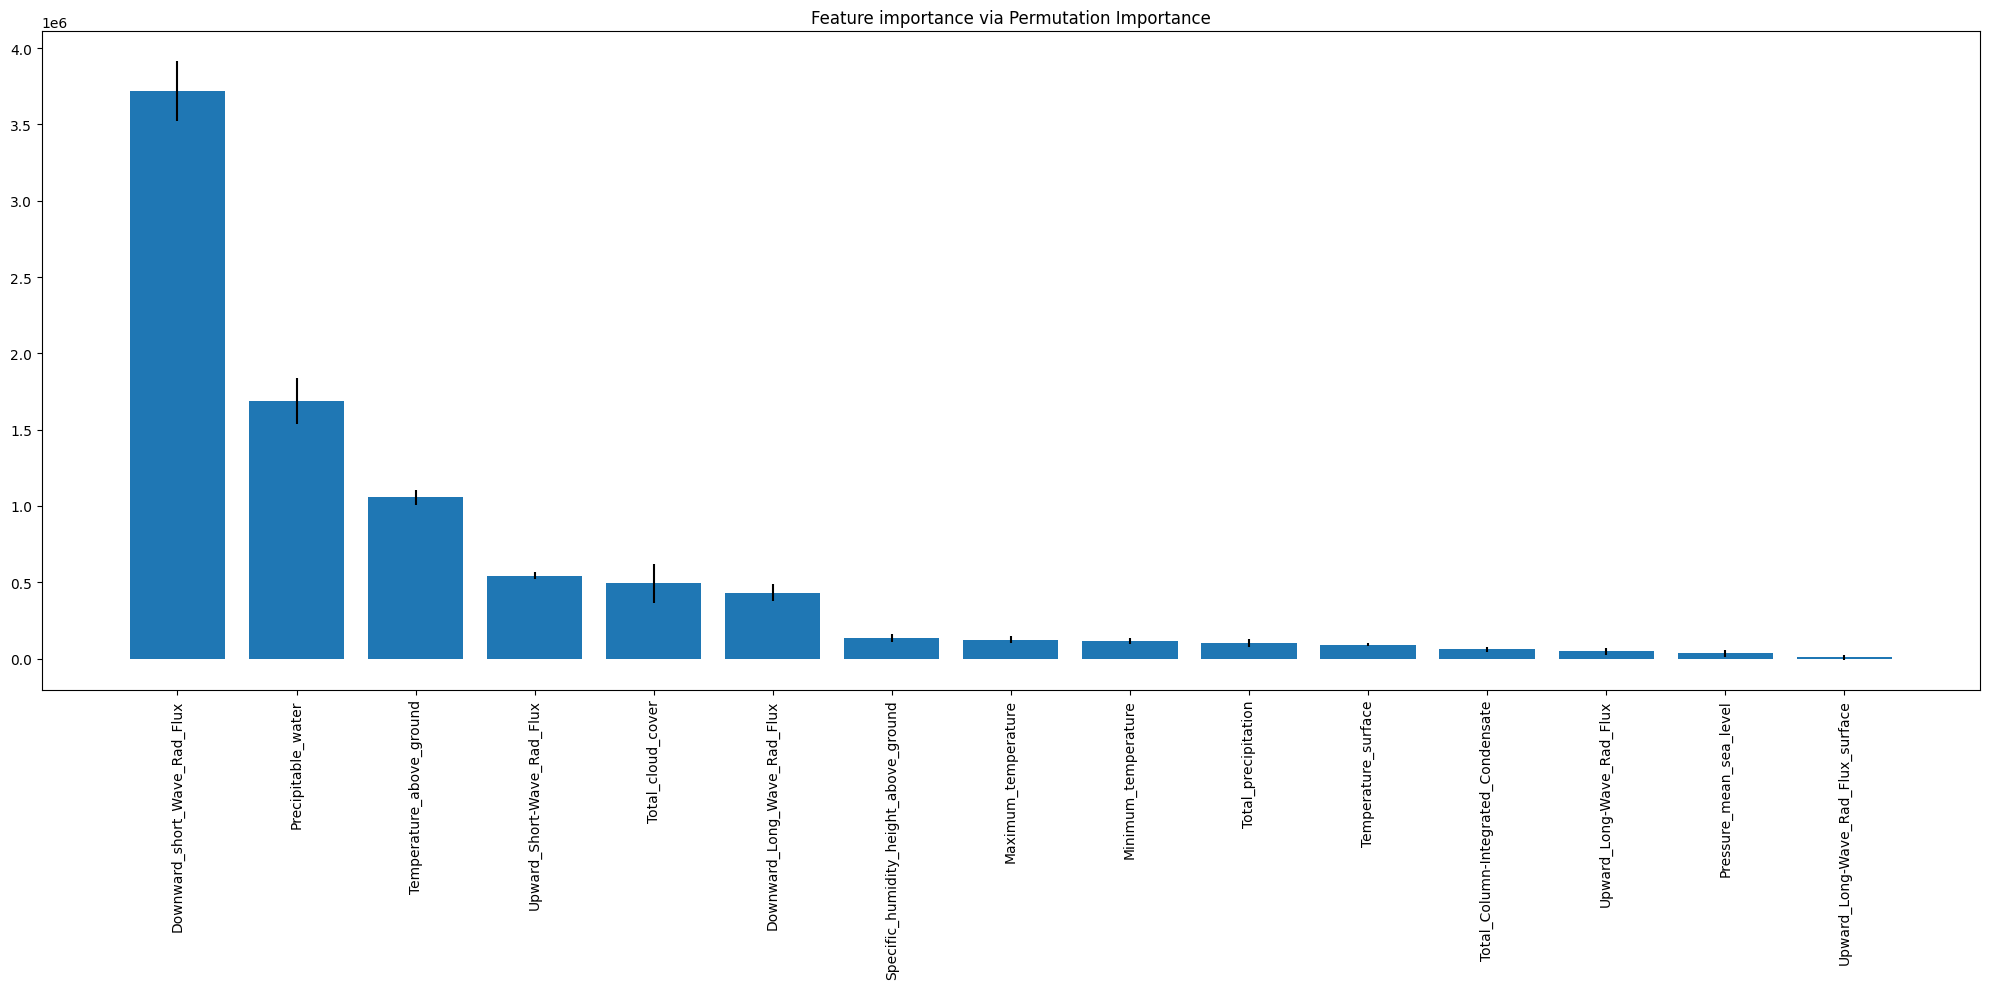 Feature importance via Permutation Importance
1e6
4.0
3.5
3.0
2.5
2.0
1.5
1.0
0.5
0.0
Downward_short_Wave_Rad_Flux
Precipitable_water
Temperature_above_ground
Upward_Short-Wave_Rad_Flux
Total_cloud_cover
Downward_Long_Wave_Rad_Flux
Specific_humidity_height_above_ground
Maximum_temperature
Minimum_temperature
Total_precipitation
Temperature_surface
Total_Column-Integrated_Condensate
Upward_Long-Wave_Rad_Flux
Pressure_mean_sea_level
Upward_Long-Wave_Rad_Flux_surface